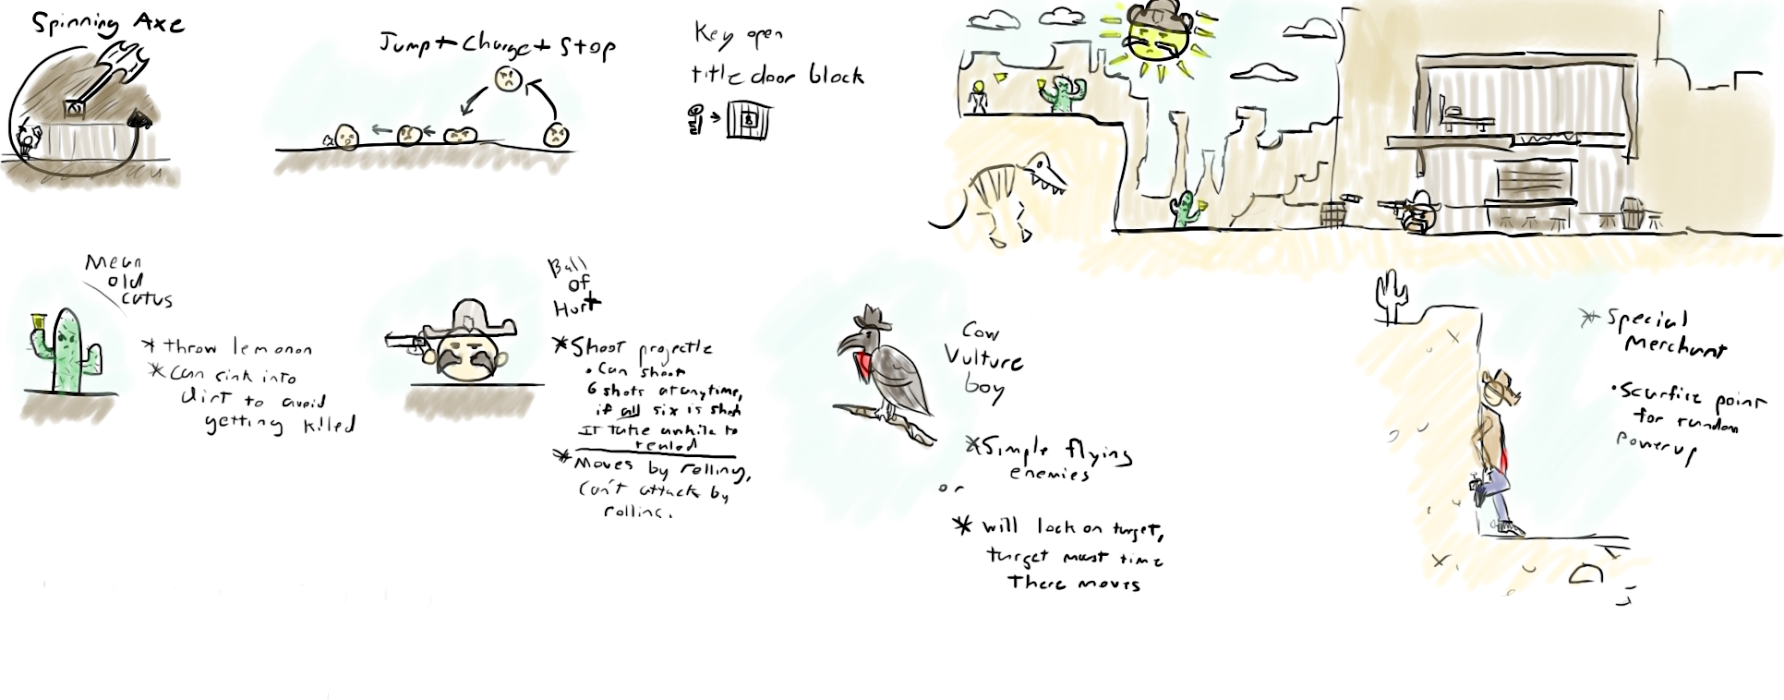 Spinning Axe
Jump + Charge + Stop
Key open
title door block
Mean
old
cutus
* throw lemonon
* can sink into
dirt to avoid
getting killed
Ball
of
Hurt
* Shoot projectle
• Can shoot
6 shots at anytime,
if all six is shot
It take awhile to
reload
* Moves by rolling,
can't attack by
rolling.
Cow
Vulture
boy
* Simple flying
enemies
or
* will lock on turget,
turget must time
There moves
* Special
merchant
• Scurfice point
for random
powerup